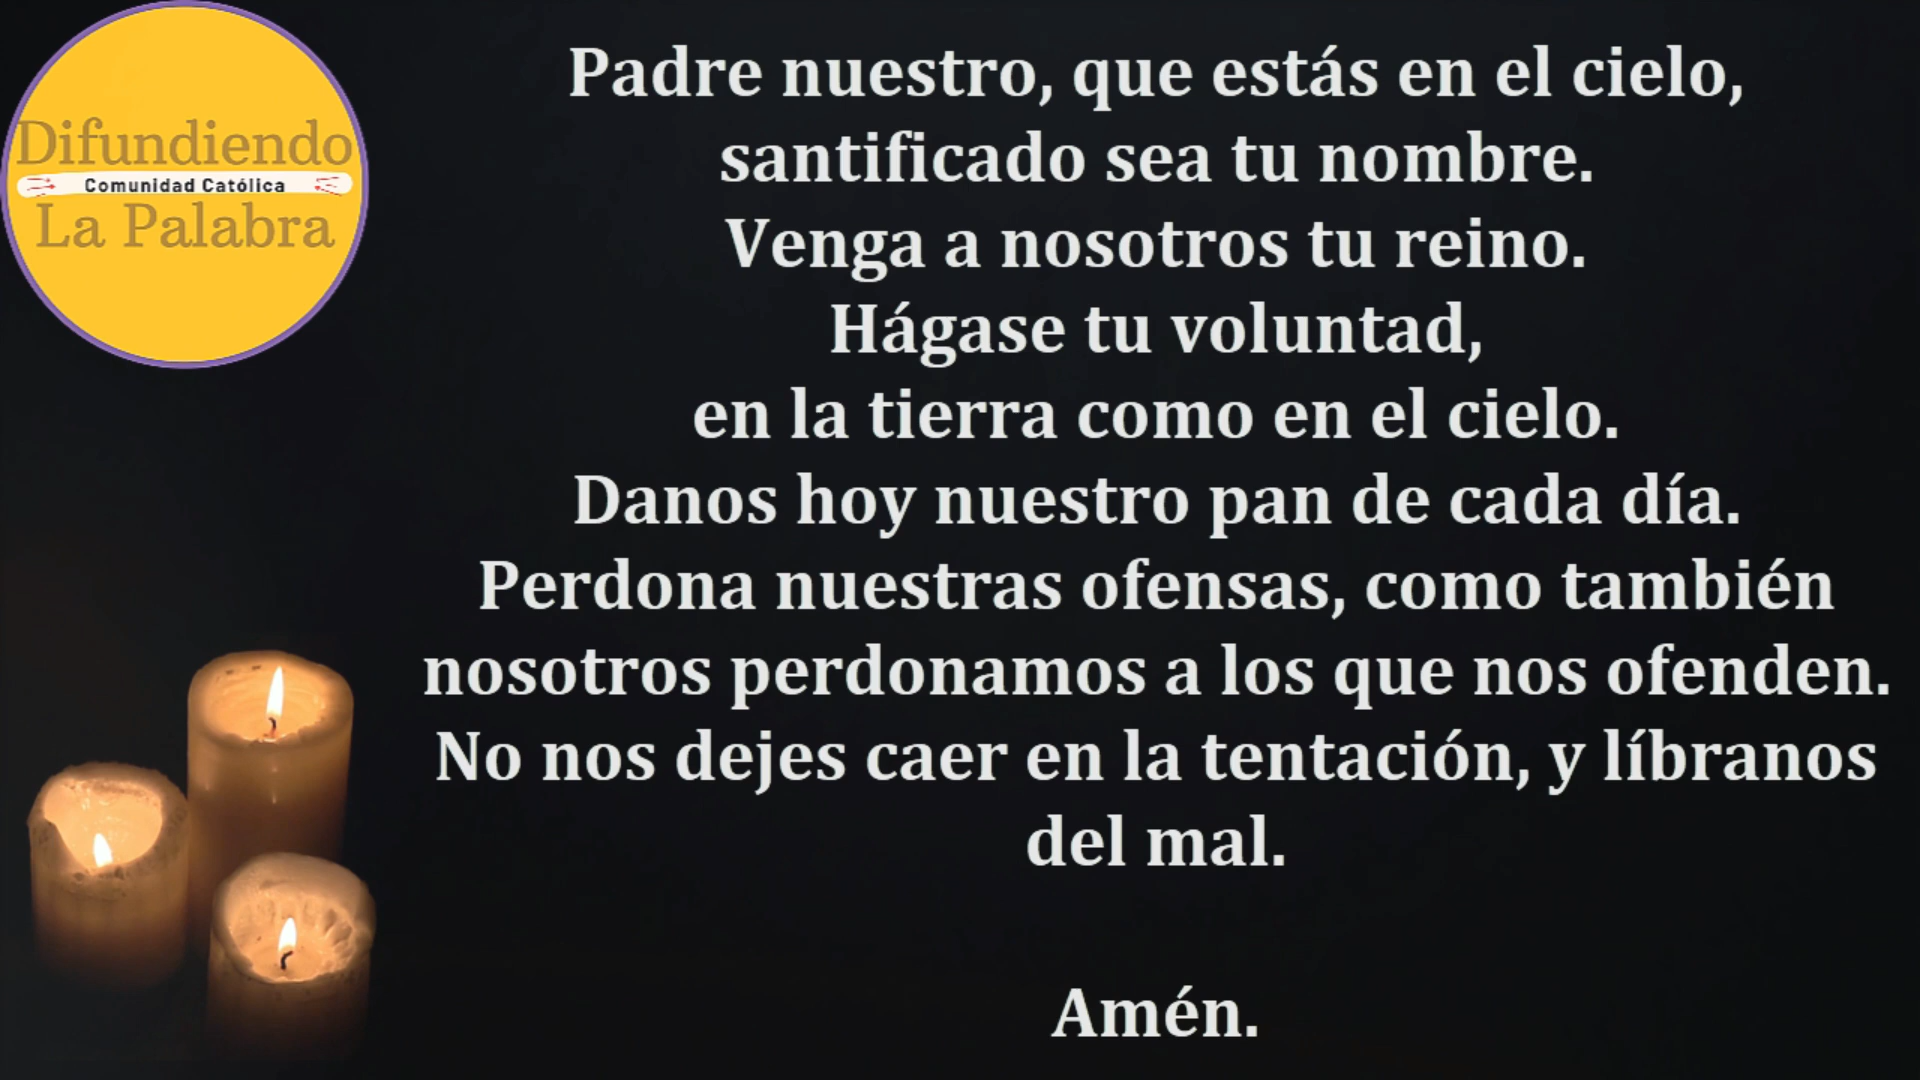 Difundiendo
Comunidad Católica
La Palabra
Padre nuestro, que estás en el cielo,
santificado sea tu nombre.
Venga a nosotros tu reino.
Hágase tu voluntad,
en la tierra como en el cielo.
Danos hoy nuestro pan de cada día.
Perdona nuestras ofensas, como también
nosotros perdonamos a los que nos ofenden.
No nos dejes caer en la tentación, y líbranos
del mal.
Amén.